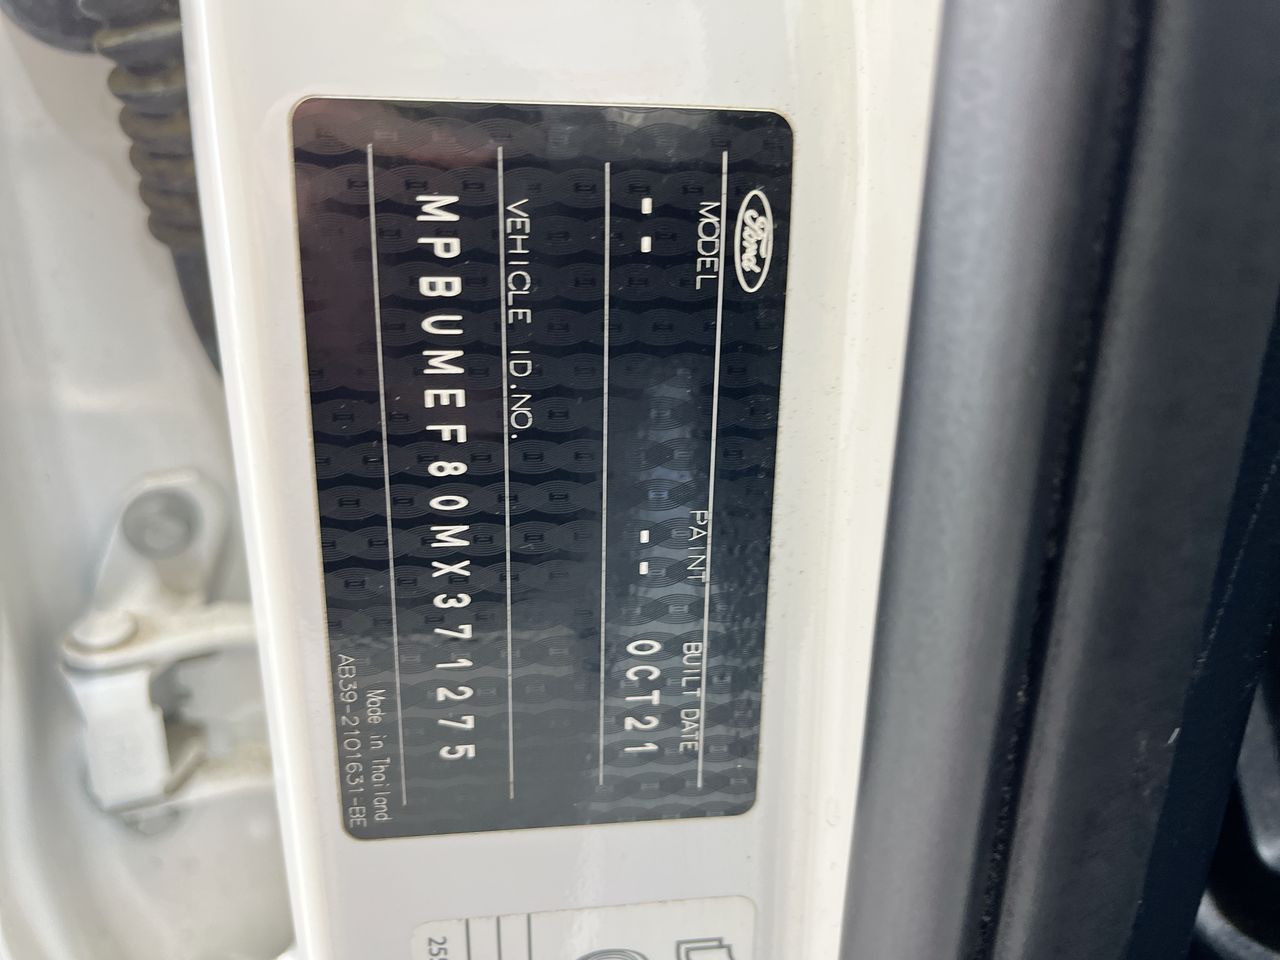 Ford
MODEL PAINT BUILT DATE
-- -- OCT21
VEHICLE ID.NO.
MPBUMEF80MX371275
Made in Thailand
AB39-2101631-BE